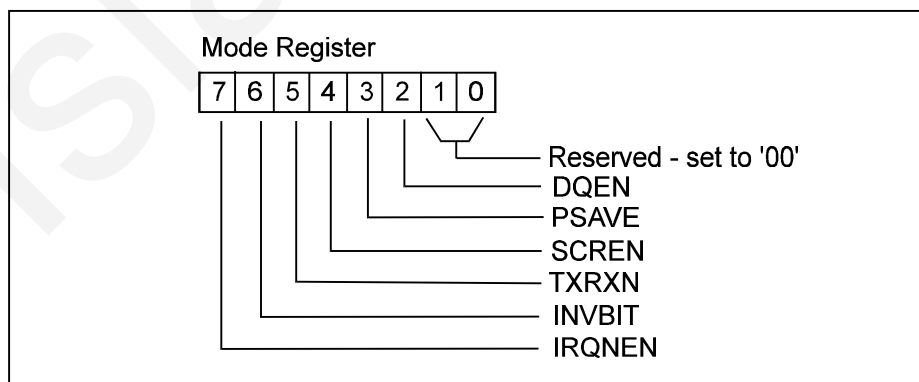 Mode Register
7 6 5 4 3 2 1 0
Reserved - set to '00'
DQEN
PSAVE
SCREN
TXRXN
INVBIT
IRQNEN